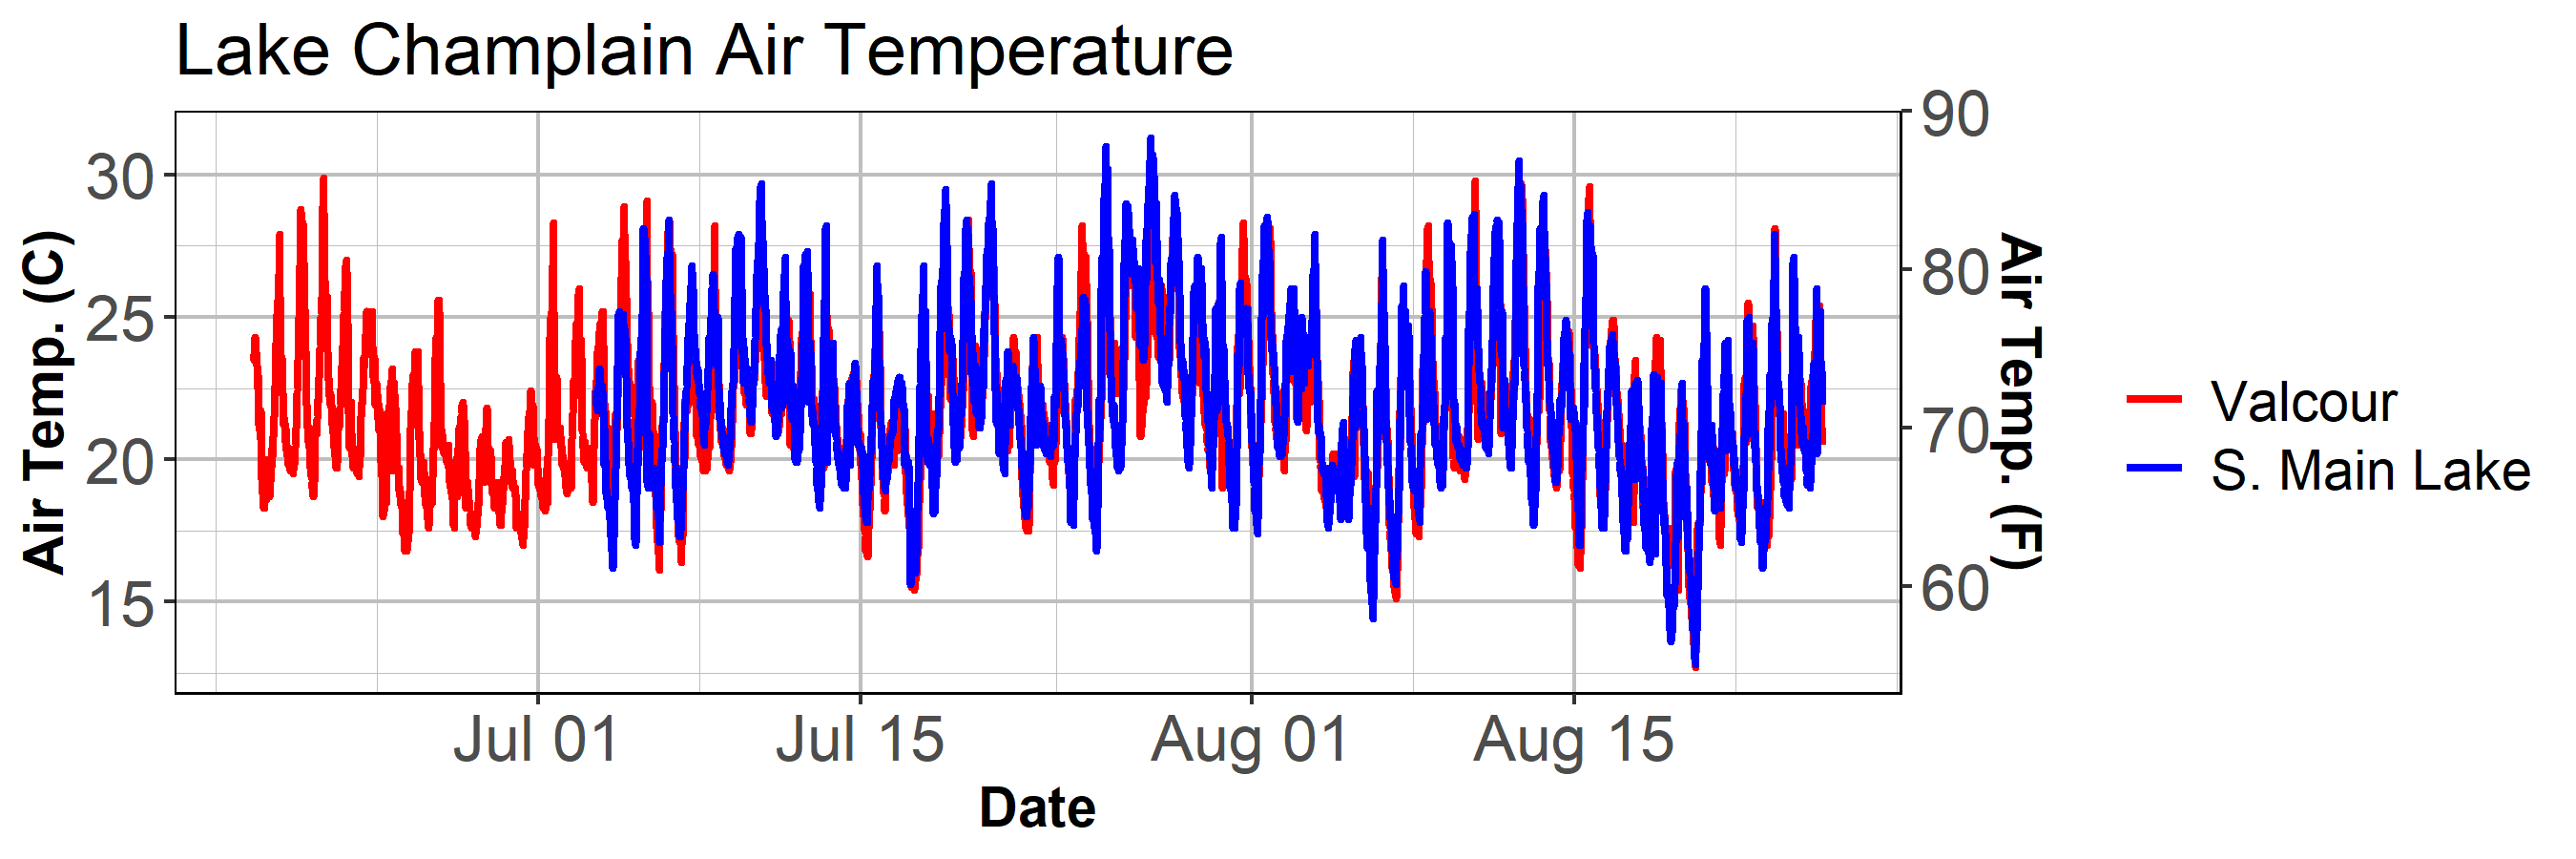 Lake Champlain Air Temperature
Air Temp. (C)
30
25
20
15
90
80
70
60
Air Temp. (F)
Jul 01
Jul 15
Aug 01
Aug 15
Date
Valcour
S. Main Lake